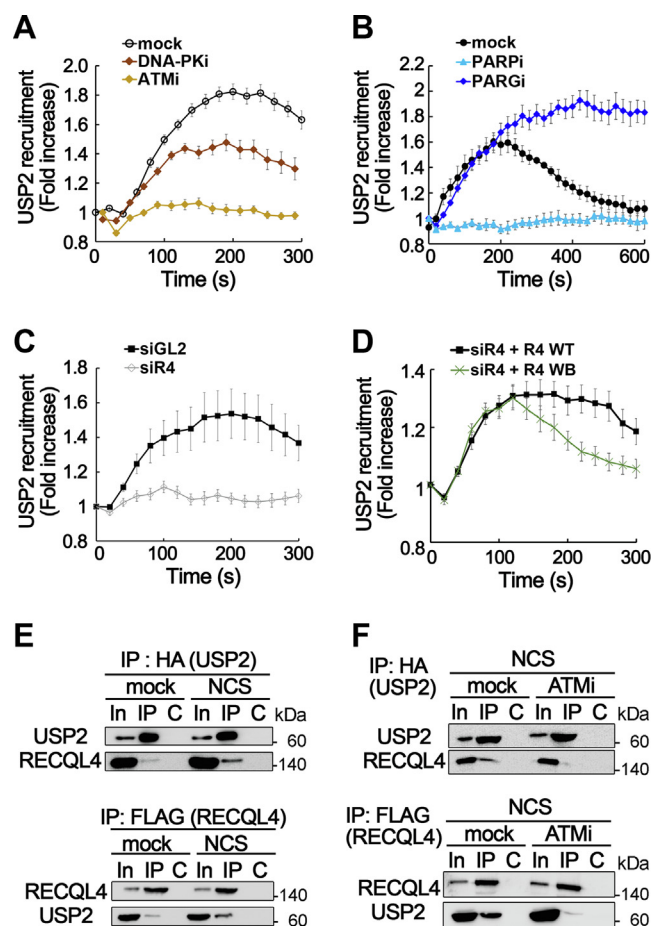 A
mock
DNA-PKi
ATMi
USP2 recruitment
(Fold increase)
2.0
1.8
1.6
1.4
1.2
1
0.8
0 100 200 300
Time (s)
B
mock
PARPi
PARGi
USP2 recruitment
(Fold increase)
2.2
2
1.8
1.6
1.4
1.2
1.0
0.8
0 200 400 600
Time (s)
C
siGL2
siR4
USP2 recruitment
(Fold increase)
1.8
1.6
1.4
1.2
1
0.8
0 100 200 300
Time (s)
D
siR4 + R4 WT
siR4 + R4 WB
USP2 recruitment
(Fold increase)
1.4
1.2
1
0.8
0 100 200 300
Time (s)
E
IP : HA (USP2)
mock NCS
In IP C In IP C kDa
USP2 60
RECQL4 140
IP: FLAG (RECQL4)
mock NCS
In IP C In IP C kDa
RECQL4 140
USP2 60
F
IP: HA
(USP2)
NCS
mock ATMi
In IP C In IP C kDa
USP2 60
RECQL4 140
IP: FLAG
(RECQL4)
NCS
mock ATMi
In IP C In IP C kDa
RECQL4 140
USP2 60